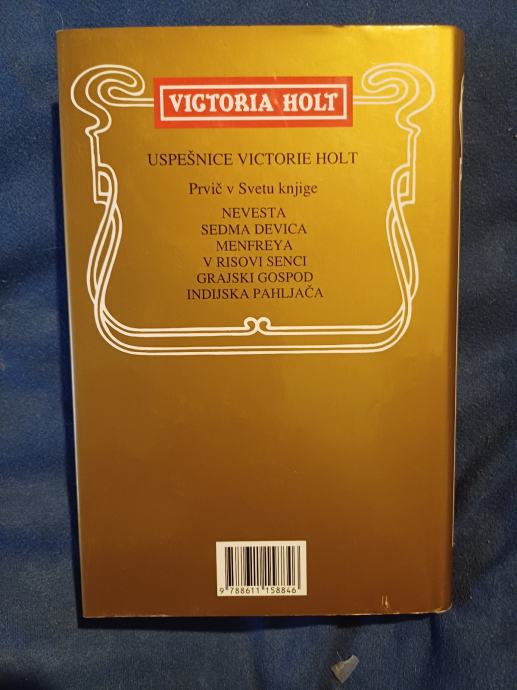 VICTORIA HOLT
USPEŠNICE VICTORIE HOLT
Prvič v Svetu knjige
NEVESTA
SEDMA DEVICA
MENFREYA
V RISOVI SENCI
GRAJSKI GOSPOD
INDIJSKA PAHLJAČA
9 788611 158846